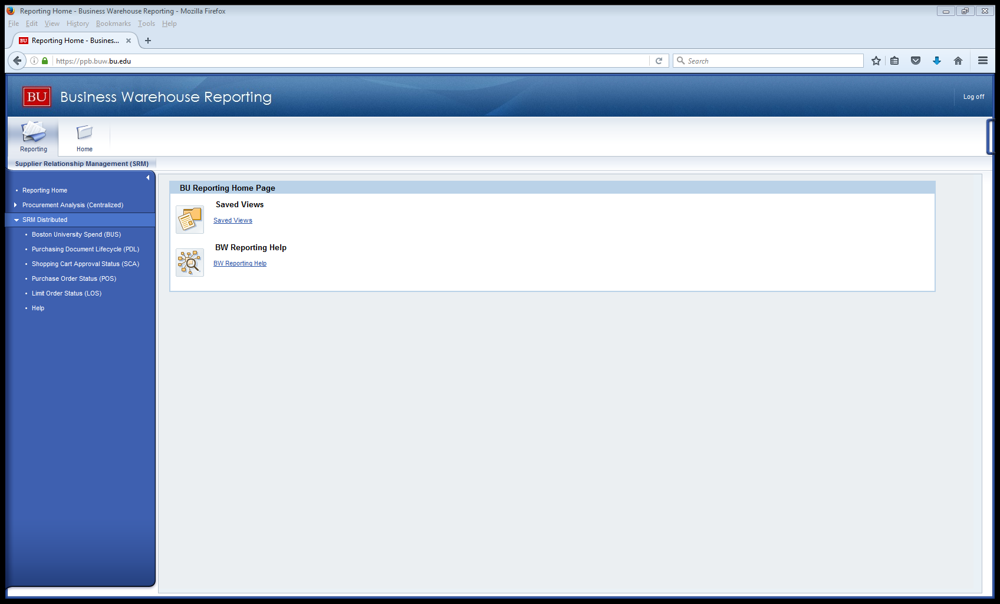 Reporting Home - Business Warehouse Reporting - Mozilla Firefox
File Edit View History Bookmarks Tools Help
BU Reporting Home - Busines...
https://ppb.buw.bu.edu
Search
BU Business Warehouse Reporting
Log off
Reporting
Home
Supplier Relationship Management (SRM)
Reporting Home
Procurement Analysis (Centralized)
SRM Distributed
Boston University Spend (BUS)
Purchasing Document Lifecycle (PDL)
Shopping Cart Approval Status (SCA)
Purchase Order Status (POS)
Limit Order Status (LOS)
Help
BU Reporting Home Page
Saved Views
Saved Views
BW Reporting Help
BW Reporting Help